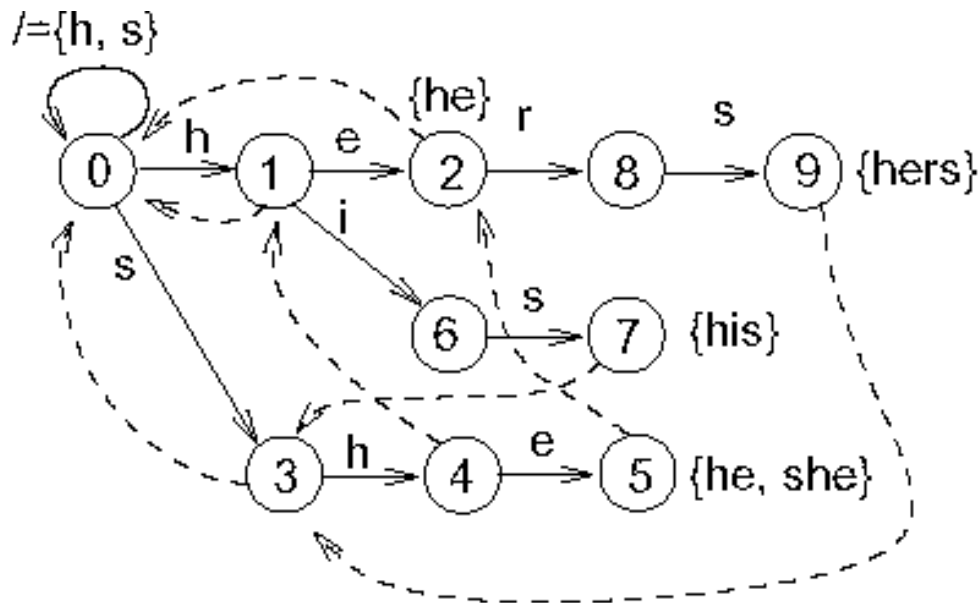 /={h, s}
{he}
h
e
r
s
0
1
2
8
9
{hers}
i
s
s
6
7
{his}
h
e
3
4
5
{he, she}